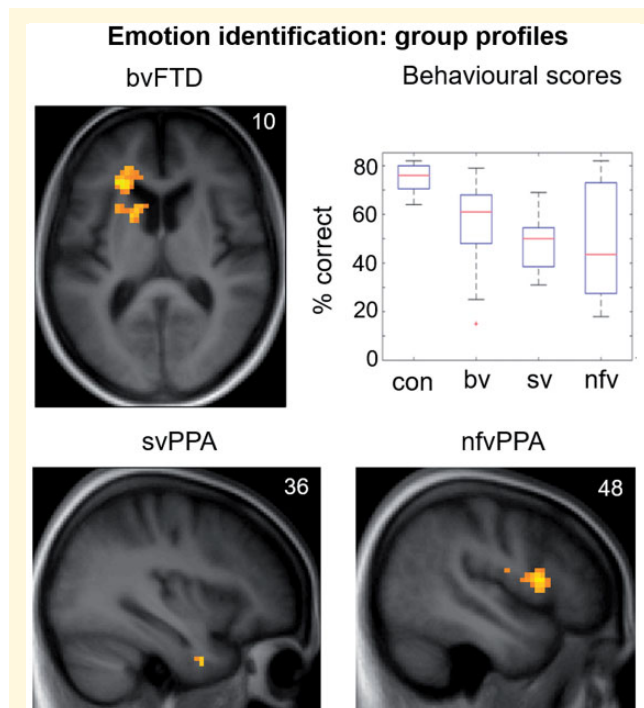 Emotion identification: group profiles
bvFTD
Behavioural scores
10
80
60
40
20
0
% correct
con bv sv nfv
svPPA
nfvPPA
36
48